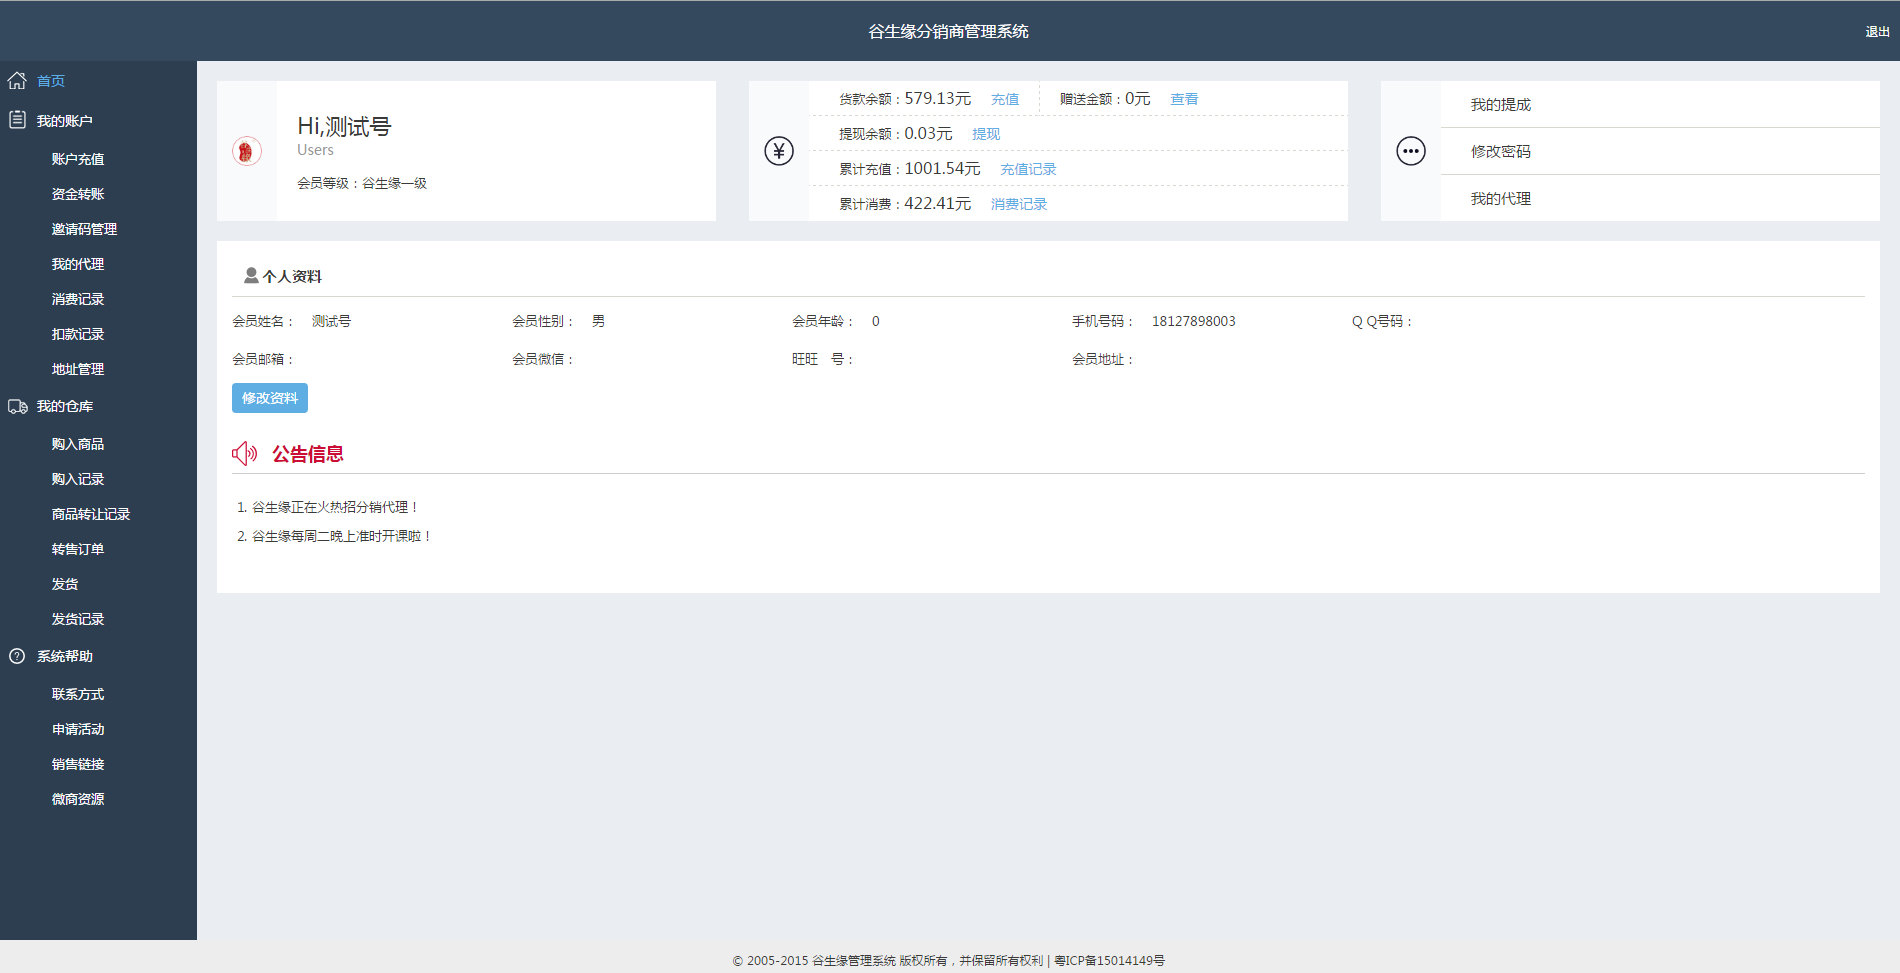 谷生缘分销商管理系统
退出
首页
我的账户
账户充值
资金转账
邀请码管理
我的代理
消费记录
扣款记录
地址管理
我的仓库
购入商品
购入记录
商品转让记录
转售订单
发货
发货记录
系统帮助
联系方式
申请活动
销售链接
微商资源
Hi,测试号
Users
会员等级：谷生缘一级
货款余额：579.13元 充值 赠送金额：0元 查看
提现余额：0.03元 提现
累计充值：1001.54元 充值记录
累计消费：422.41元 消费记录
我的提成
修改密码
我的代理
个人资料
会员姓名： 测试号 会员性别： 男 会员年龄： 0 手机号码： 18127898003 Q Q号码：
会员邮箱： 会员微信： 旺旺 号： 会员地址：
修改资料
公告信息
1. 谷生缘正在火热招分销代理！
2. 谷生缘每周二晚上准时开课啦！
© 2005-2015 谷生缘管理系统 版权所有，并保留所有权利 | 粤ICP备15014149号